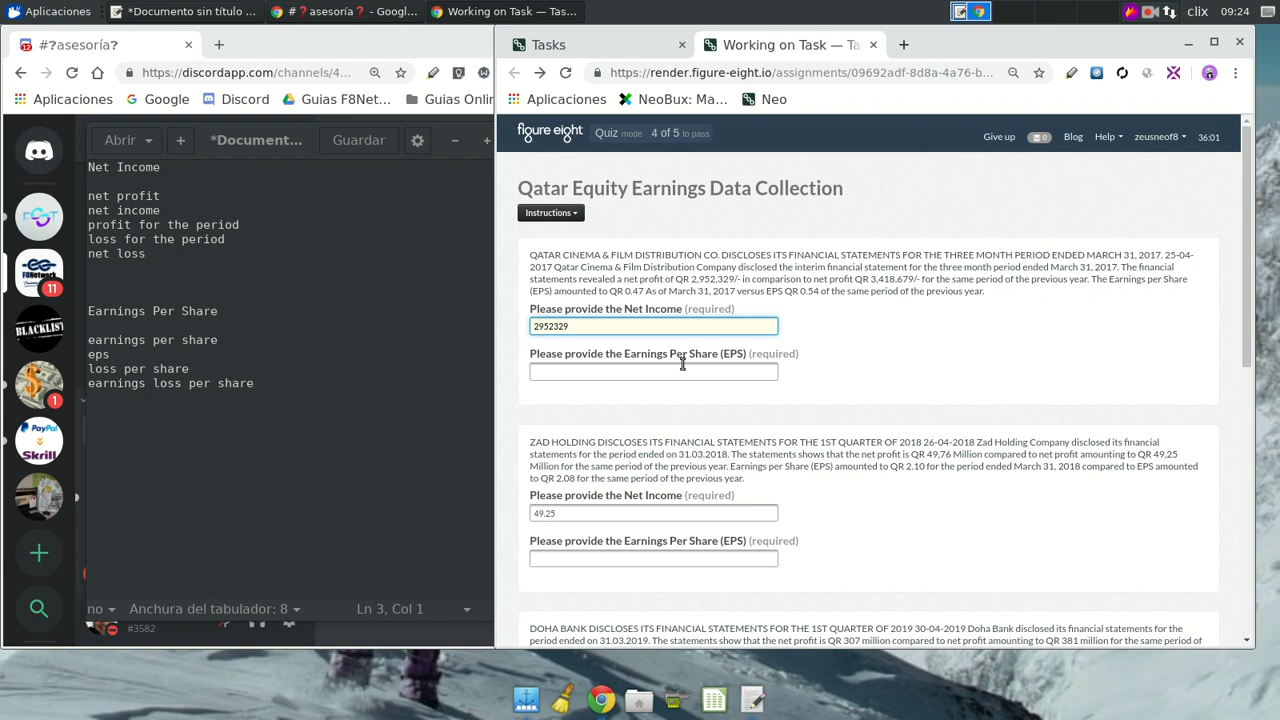 Aplicaciones
*Documento sin título ...
#❓asesoría❓ - Googl...
Working on Task — Tas...
clix
09:24
#❓asesoría❓
Tasks
Working on Task — Ta
https://discordapp.com/channels/4...
https://render.figure-eight.io/assignments/09692adf-8d8a-4a76-b...
Aplicaciones
Google
Discord
Guias F8Net...
Guias Onlin
Aplicaciones
NeoBux: Ma...
Neo
Abrir
*Document...
Guardar
figure eight
Quiz mode
4 of 5 to pass
Give up
0
Blog
Help
zeusneof8
36:01
Net Income
net profit
net income
profit for the period
loss for the period
net loss
Earnings Per Share
earnings per share
eps
loss per share
earnings loss per share
12
11
BLACKLIST
1
PayPal
Skrill
no
Anchura del tabulador: 8
Ln 3, Col 1
#3582
Qatar Equity Earnings Data Collection
Instructions
QATAR CINEMA & FILM DISTRIBUTION CO. DISCLOSES ITS FINANCIAL STATEMENTS FOR THE THREE MONTH PERIOD ENDED MARCH 31, 2017. 25-04-
2017 Qatar Cinema & Film Distribution Company disclosed the interim financial statement for the three month period ended March 31, 2017. The financial
statements revealed a net profit of QR 2,952,329/- in comparison to net profit QR 3,418,679/- for the same period of the previous year. The Earnings per Share
(EPS) amounted to QR 0.47 As of March 31, 2017 versus EPS QR 0.54 of the same period of the previous year.
Please provide the Net Income (required)
2952329
Please provide the Earnings Per Share (EPS) (required)
ZAD HOLDING DISCLOSES ITS FINANCIAL STATEMENTS FOR THE 1ST QUARTER OF 2018 26-04-2018 Zad Holding Company disclosed its financial
statements for the period ended on 31.03.2018. The statements shows that the net profit is QR 49,76 Million compared to net profit amounting to QR 49,25
Million for the same period of the previous year. Earnings per Share (EPS) amounted to QR 2.10 for the period ended March 31, 2018 compared to EPS amounted
to QR 2.08 for the same period of the previous year.
Please provide the Net Income (required)
49.25
Please provide the Earnings Per Share (EPS) (required)
DOHA BANK DISCLOSES ITS FINANCIAL STATEMENTS FOR THE 1ST QUARTER OF 2019 30-04-2019 Doha Bank disclosed its financial statements for the
period ended on 31.03.2019. The statements show that the net profit is QR 307 million compared to net profit amounting to QR 381 million for the same period of